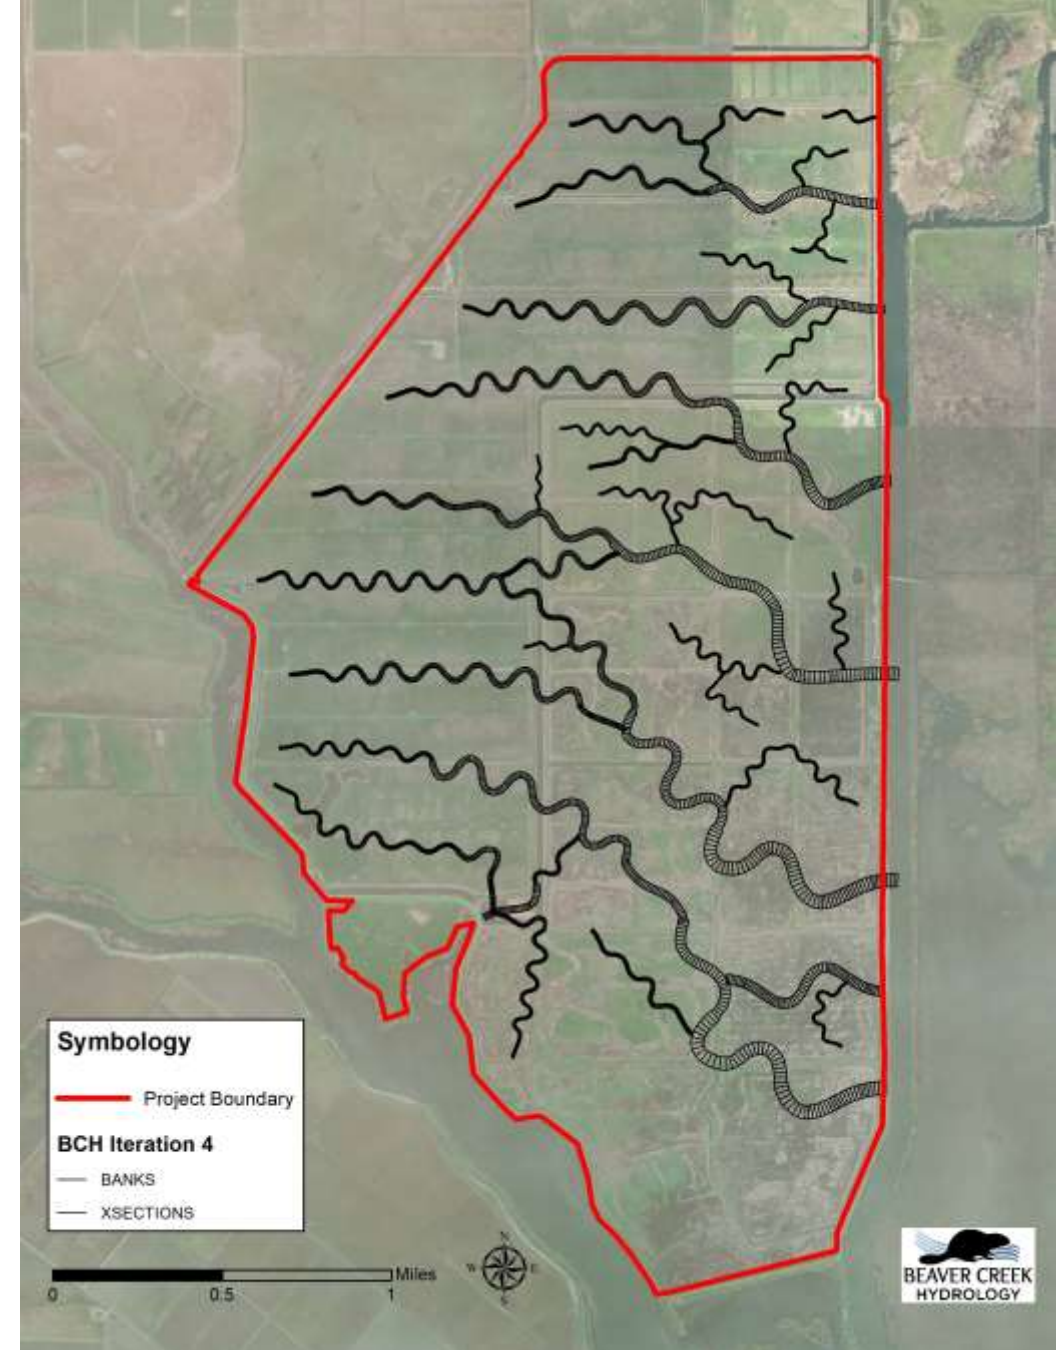 Symbology
Project Boundary
BCH Iteration 4
BANKS
XSECTIONS
N
W E
S
Miles
0 0.5 1
BEAVER CREEK
HYDROLOGY